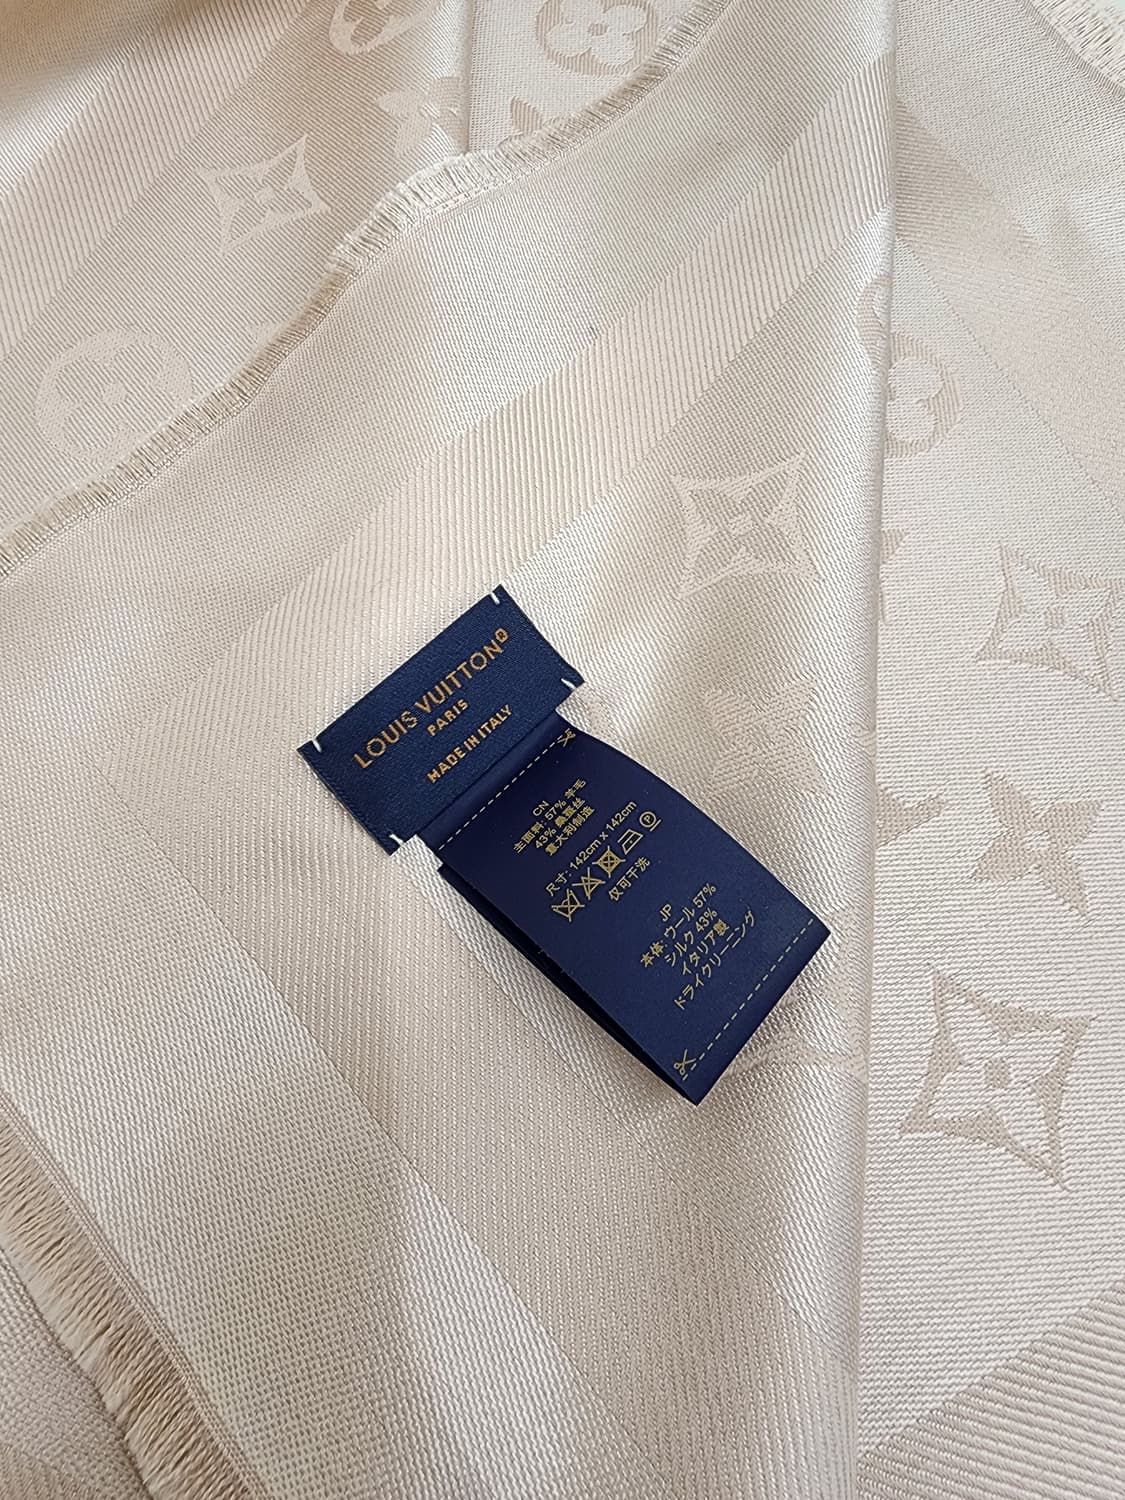 LOUIS VUITTON®
PARIS
MADE IN ITALY
CN
主面料: 57% 羊毛
43% 桑蚕丝
意大利制造
尺寸: 142cm x 142cm
仅可干洗
JP
本体: ウール 57%
シルク 43%
イタリア製
ドライクリーニング